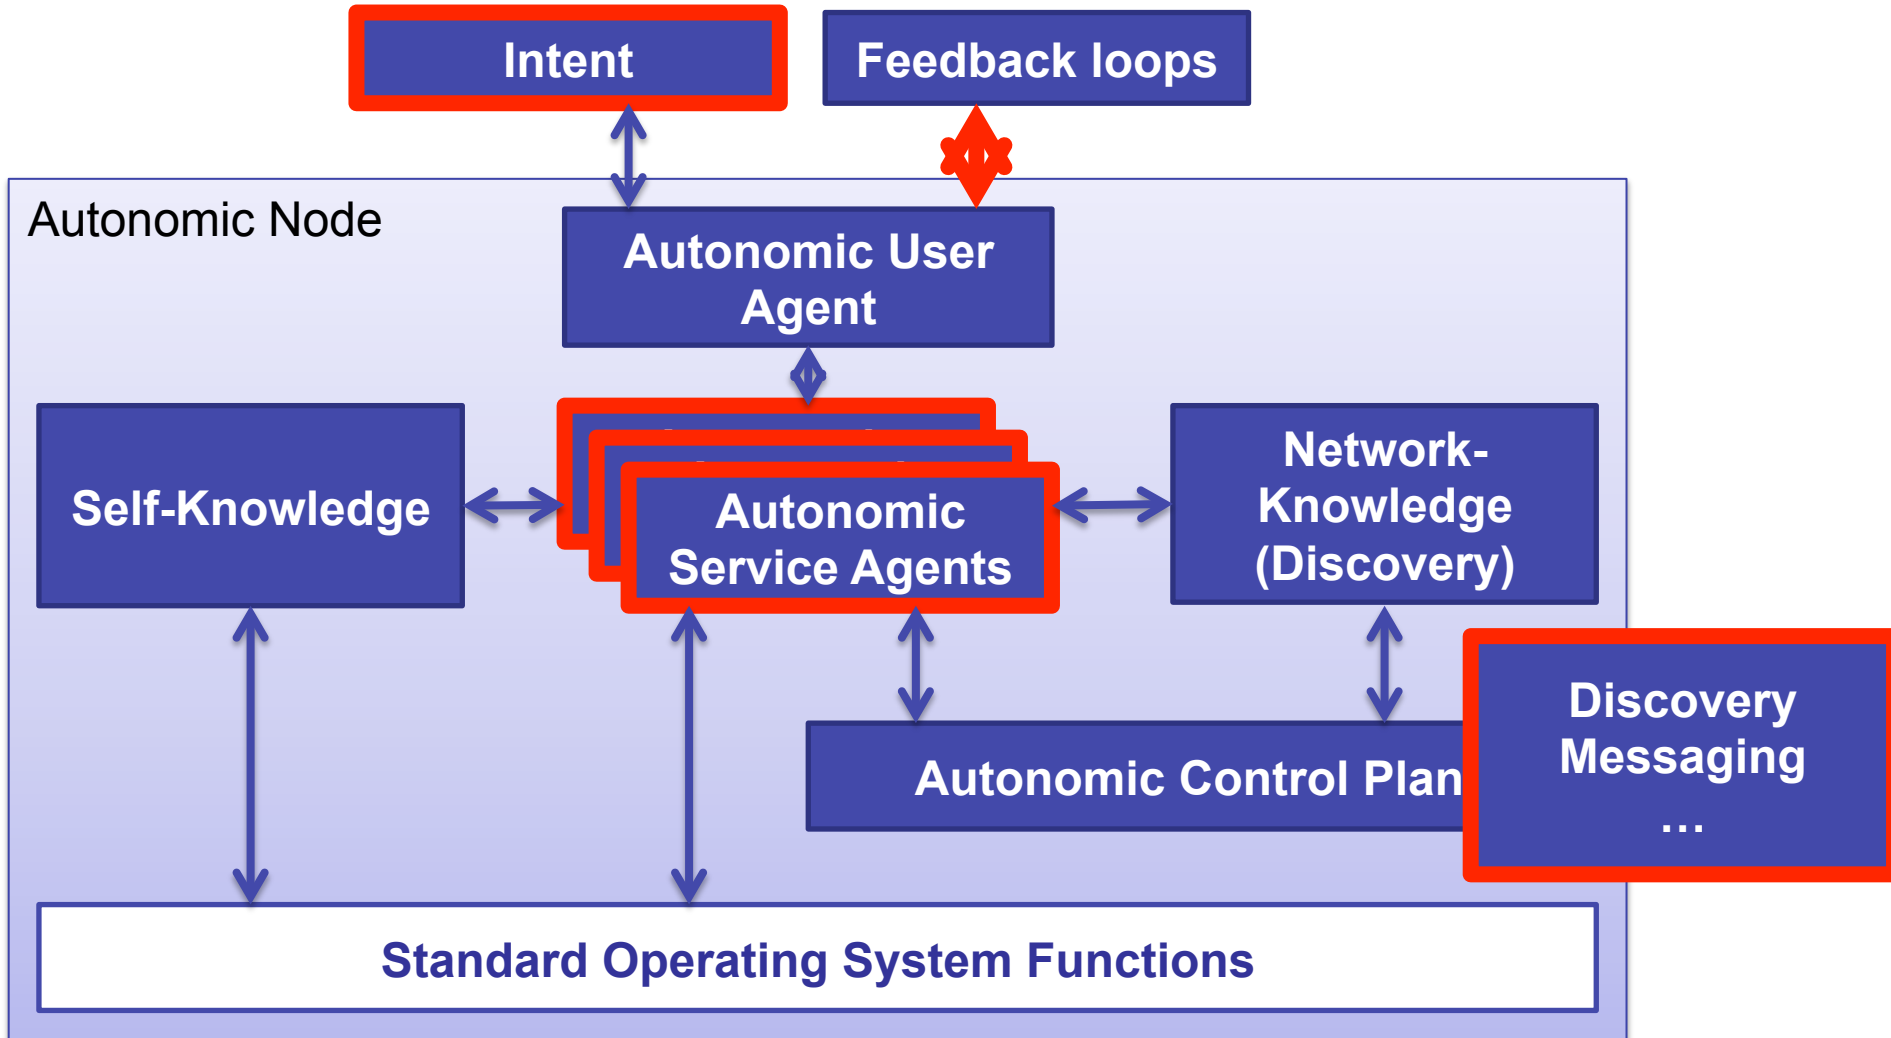 Intent
Feedback loops
Autonomic Node
Autonomic User
Agent
Self-Knowledge
Autonomic
Service Agents
Network-
Knowledge
(Discovery)
Discovery
Messaging
...
Autonomic Control Plan
Standard Operating System Functions